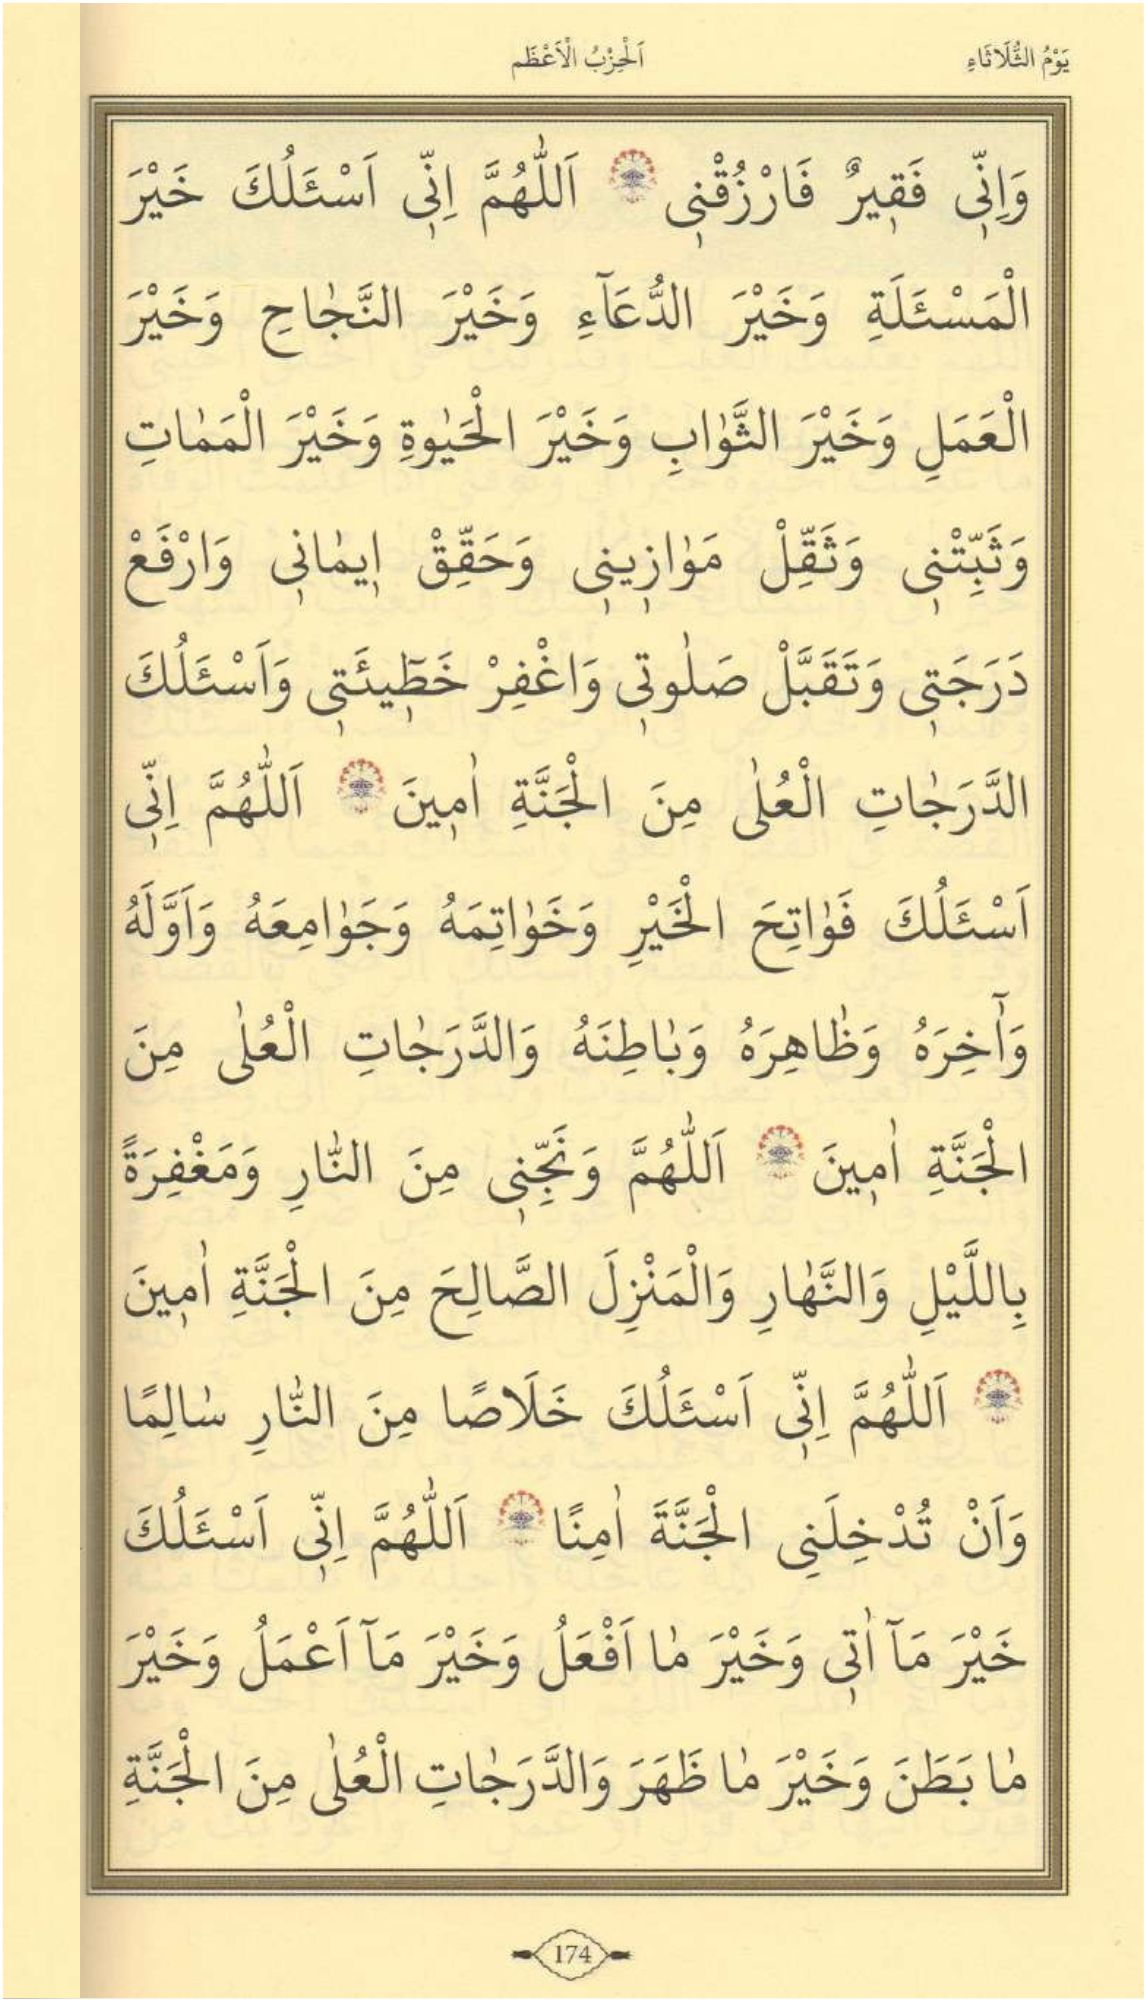 يَوْمُ الثُّلَاثَاءِ
اَلْحِزْبُ الْاَعْظَم
وَاِنّٖى فَقٖيرٌ فَارْزُقْنٖى ۞ اَللّٰهُمَّ اِنّٖى اَسْئَلُكَ خَيْرَ
الْمَسْئَلَةِ وَخَيْرَ الدُّعَآءِ وَخَيْرَ النَّجٰاحِ وَخَيْرَ
الْعَمَلِ وَخَيْرَ الثَّوٰابِ وَخَيْرَ الْحَيٰوةِ وَخَيْرَ الْمَمٰاتِ
وَثَبِّتْنٖى وَثَقِّلْ مَوٰازٖينٖى وَحَقِّقْ اٖيمٰانٖى وَارْفَعْ
دَرَجَتٖى وَتَقَبَّلْ صَلٰوتٖى وَاغْفِرْ خَطٖٓيئَتٖى وَاَسْئَلُكَ
الدَّرَجٰاتِ الْعُلٰى مِنَ الْجَنَّةِ اٰمٖينَ ۞ اَللّٰهُمَّ اِنّٖى
اَسْئَلُكَ فَوٰاتِحَ الْخَيْرِ وَخَوٰاتِمَهُ وَجَوٰامِعَهُ وَاَوَّلَهُ
وَآٰخِرَهُ وَظٰاهِرَهُ وَبٰاطِنَهُ وَالدَّرَجٰاتِ الْعُلٰى مِنَ
الْجَنَّةِ اٰمٖينَ ۞ اَللّٰهُمَّ وَنَجِّنٖى مِنَ النّٰارِ وَمَغْفِرَةً
بِاللَّيْلِ وَالنَّهٰارِ وَالْمَنْزِلَ الصَّالِحَ مِنَ الْجَنَّةِ اٰمٖينَ
۞ اَللّٰهُمَّ اِنّٖى اَسْئَلُكَ خَلَاصًا مِنَ النّٰارِ سٰالِمًا
وَاَنْ تُدْخِلَنِى الْجَنَّةَ اٰمِنًا ۞ اَللّٰهُمَّ اِنّٖى اَسْئَلُكَ
خَيْرَ مَآ اٰتٖى وَخَيْرَ مٰا اَفْعَلُ وَخَيْرَ مَآ اَعْمَلُ وَخَيْرَ
مٰا بَطَنَ وَخَيْرَ مٰا ظَهَرَ وَالدَّرَجٰاتِ الْعُلٰى مِنَ الْجَنَّةِ
174